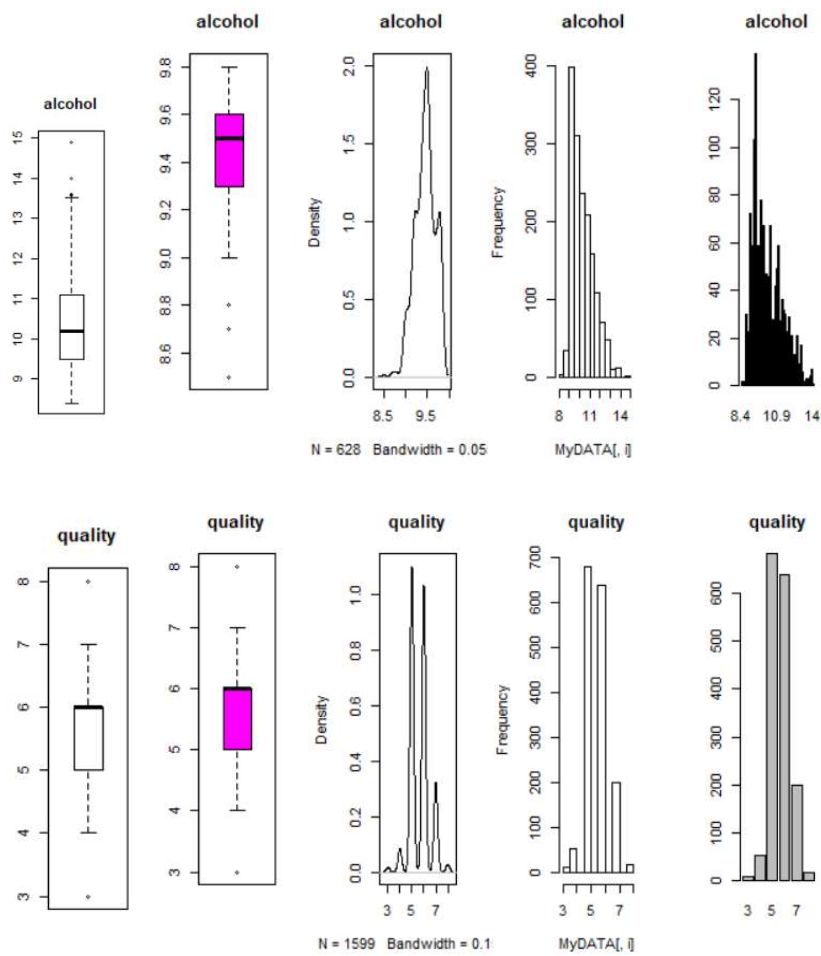 alcohol
15
14
13
12
11
10
9
alcohol
9.8
9.6
9.4
9.2
9.0
8.8
8.6
alcohol
Density
2.0
1.5
1.0
0.5
0.0
8.5 9.5
N = 628 Bandwidth = 0.05
alcohol
Frequency
400
300
200
100
0
8 11 14
MyDATA[, i]
alcohol
120
100
80
60
40
20
0
8.4 10.9 14
quality
8
7
6
5
4
3
quality
8
7
6
5
4
3
quality
Density
1.0
0.8
0.6
0.4
0.2
0.0
3 5 7
N = 1599 Bandwidth = 0.1
quality
Frequency
700
600
500
400
300
200
100
0
3 5 7
MyDATA[, i]
quality
600
500
400
300
200
100
0
3 5 7